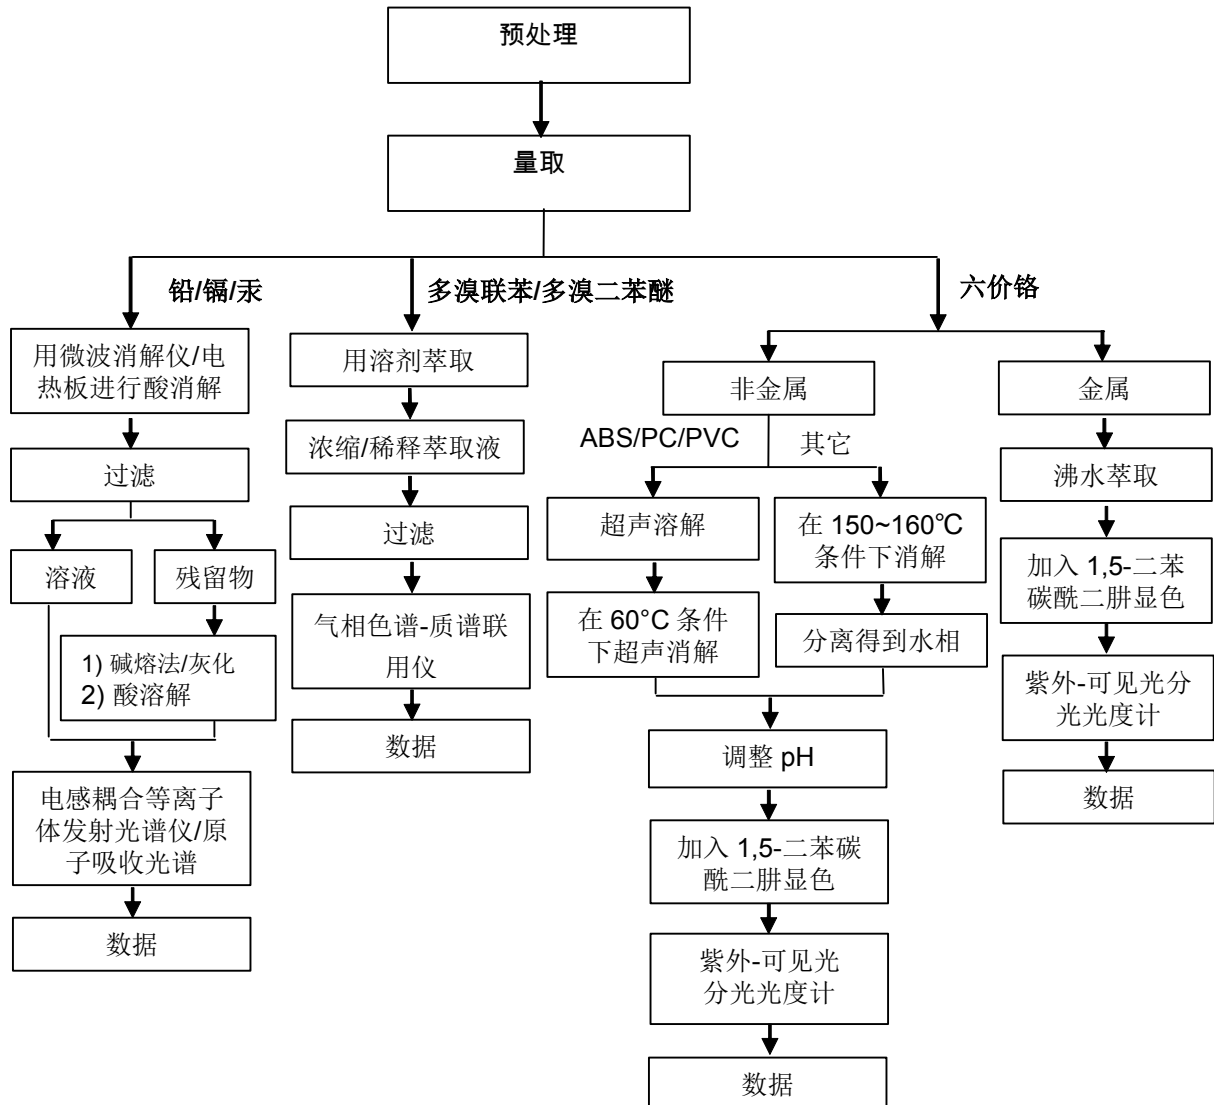 预处理
量取
铅/镉/汞
多溴联苯/多溴二苯醚
六价铬
用微波消解仪/电
热板进行酸消解
过滤
溶液
残留物
1) 碱熔法/灰化
2) 酸溶解
电感耦合等离子
体发射光谱仪/原
子吸收光谱
数据
用溶剂萃取
浓缩/稀释萃取液
过滤
气相色谱-质谱联
用仪
数据
非金属
ABS/PC/PVC
其它
超声溶解
在 60°C 条件
下超声消解
在 150~160℃
条件下消解
分离得到水相
调整 pH
加入 1,5-二苯碳
酰二肼显色
紫外-可见光
分光光度计
数据
金属
沸水萃取
加入 1,5-二苯
碳酰二肼显色
紫外-可见光分
光光度计
数据